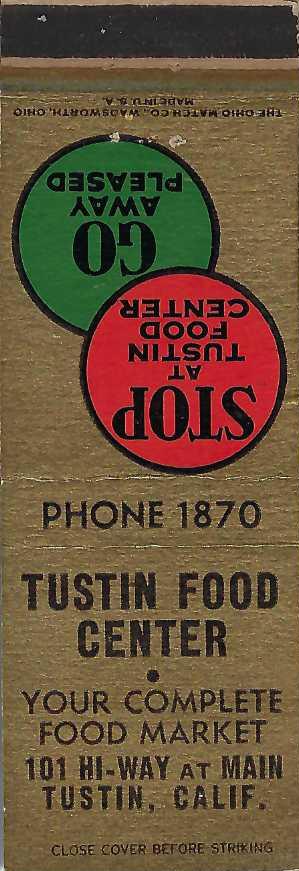 THE OHIO MATCH CO., WADSWORTH, OHIO
MADE IN U.S.A.
STOP
AT
TUSTIN
FOOD
CENTER
GO
AWAY
PLEASED
PHONE 1870
TUSTIN FOOD
CENTER
•
YOUR COMPLETE
FOOD MARKET
101 HI-WAY AT MAIN
TUSTIN, CALIF.
CLOSE COVER BEFORE STRIKING